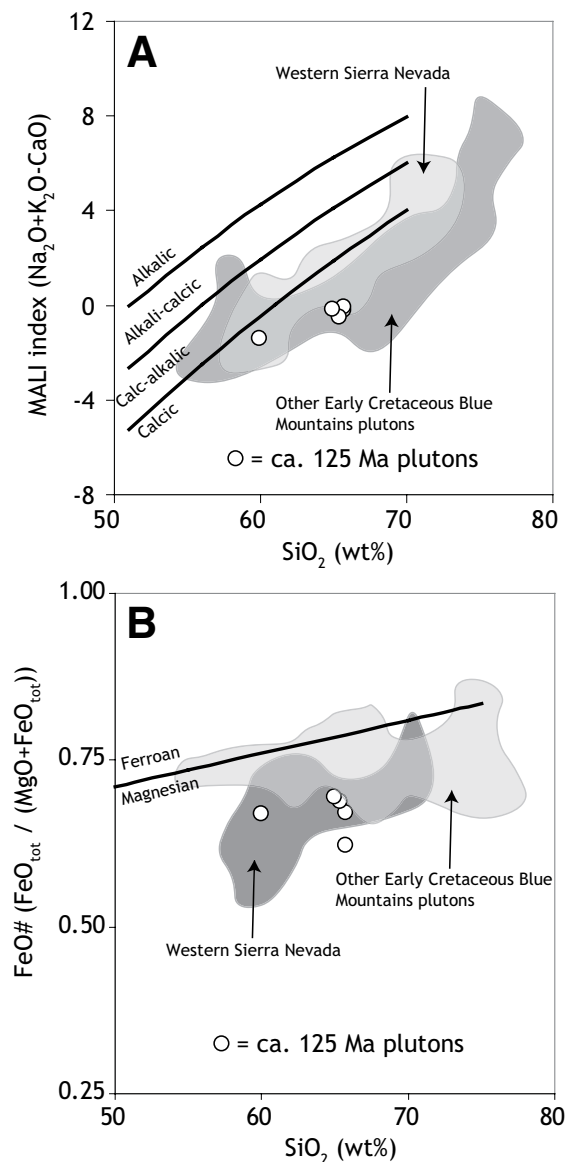 12
A
Western Sierra Nevada
8
4
0
-4
-8
MALI index (Na₂O+K₂O-CaO)
Alkalic
Alkali-calcic
Calc-alkalic
Calcic
Other Early Cretaceous Blue
Mountains plutons
= ca. 125 Ma plutons
50 60 70 80
SiO₂ (wt%)
1.00
B
0.75
0.50
0.25
FeO# (FeOtot / (MgO+FeOtot))
Ferroan
Magnesian
Other Early Cretaceous Blue
Mountains plutons
Western Sierra Nevada
= ca. 125 Ma plutons
50 60 70 80
SiO₂ (wt%)